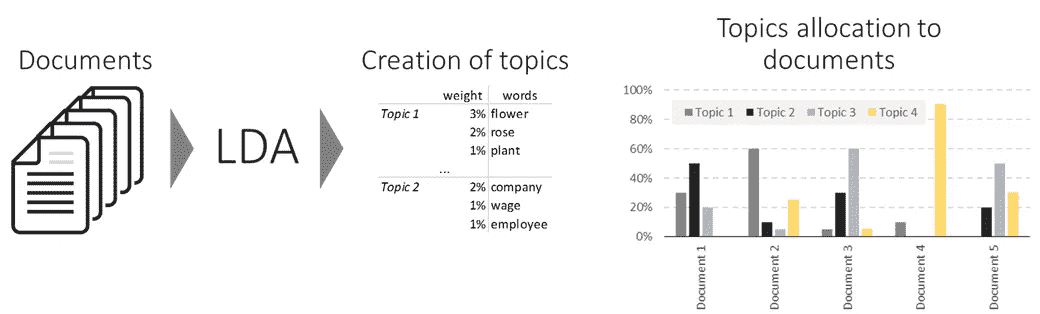 Documents
LDA
Creation of topics
weight words
Topic 1 3% flower
2% rose
1% plant
...
Topic 2 2% company
1% wage
1% employee
Topics allocation to
documents
100%
80%
60%
40%
20%
0%
Topic 1 Topic 2 Topic 3 Topic 4
Document 1
Document 2
Document 3
Document 4
Document 5